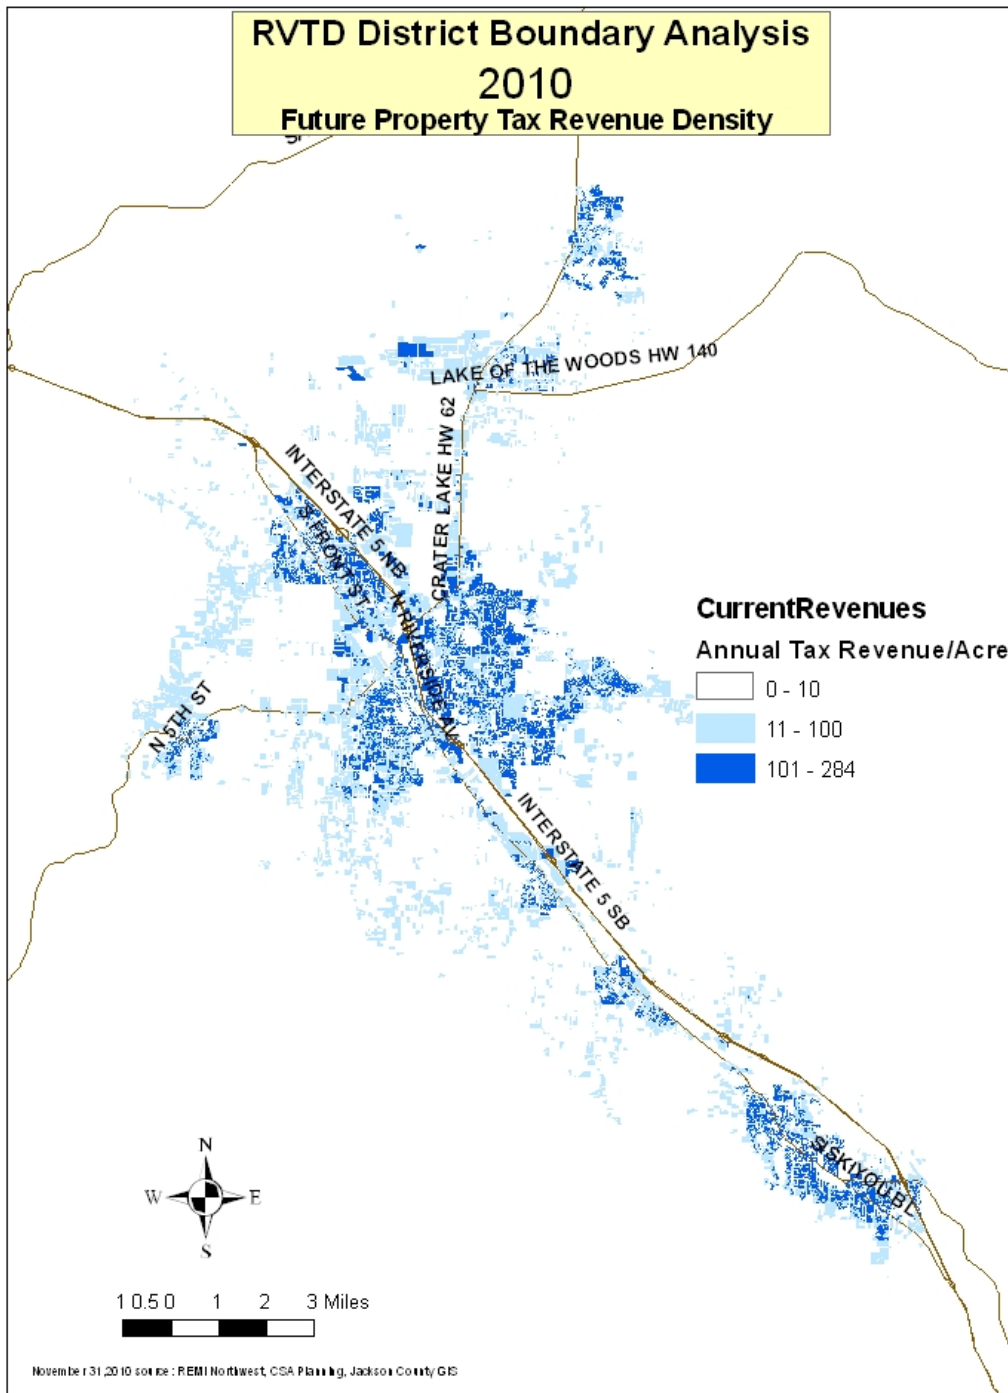 RVTD District Boundary Analysis
2010
Future Property Tax Revenue Density
LAKE OF THE WOODS HW 140
CRATER LAKE HW 62
INTERSTATE 5 NB
S FRONT ST
N RIVERSIDE AV
N 5TH ST
CurrentRevenues
Annual Tax Revenue/Acre
0 - 10
11 - 100
101 - 284
INTERSTATE 5 SB
SISKIYOU BL
N
W E
S
1 0.5 0 1 2 3 Miles
November 31,2010 source: REMI Northwest, CSA Planning, Jackson County GIS